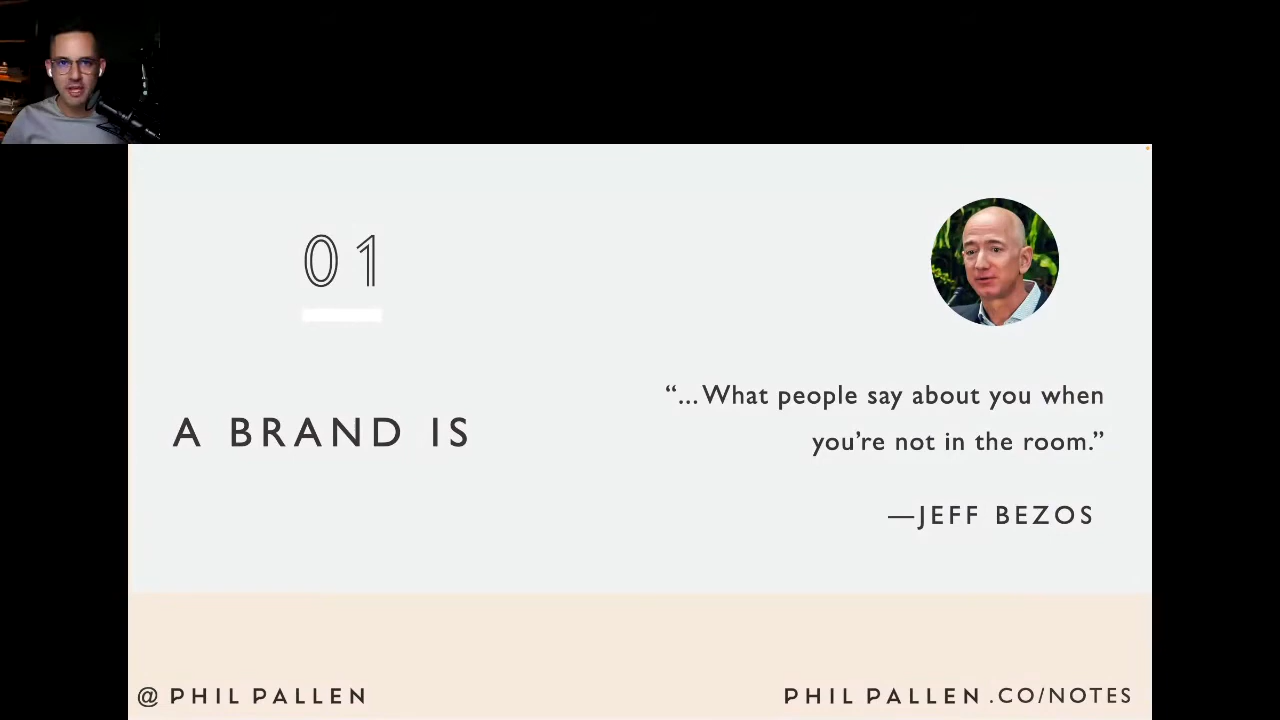 01
A BRAND IS
“...What people say about you when
you’re not in the room.”
—JEFF BEZOS
@PHIL PALLEN
PHIL PALLEN.CO/NOTES